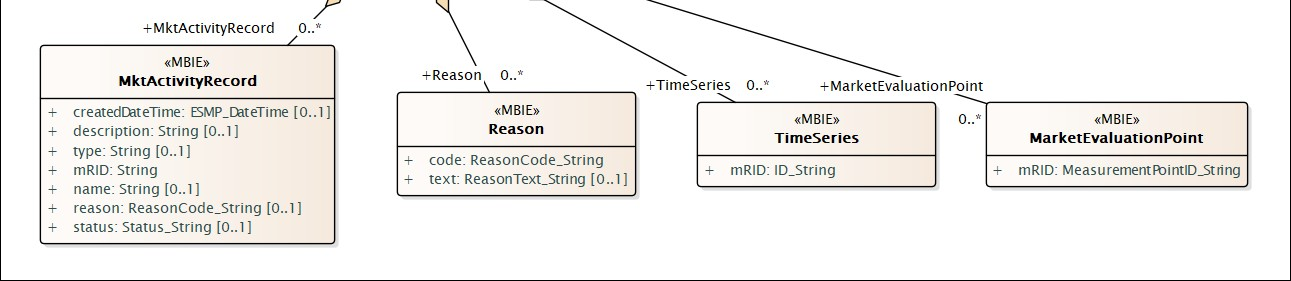 +MktActivityRecord 0..*
«MBIE»
MktActivityRecord
+ createdDateTime: ESMP_DateTime [0..1]
+ description: String [0..1]
+ type: String [0..1]
+ mRID: String
+ name: String [0..1]
+ reason: ReasonCode_String [0..1]
+ status: Status_String [0..1]
+Reason 0..*
«MBIE»
Reason
+ code: ReasonCode_String
+ text: ReasonText_String [0..1]
+TimeSeries 0..*
«MBIE»
TimeSeries
+ mRID: ID_String
+MarketEvaluationPoint
0..*
«MBIE»
MarketEvaluationPoint
+ mRID: MeasurementPointID_String